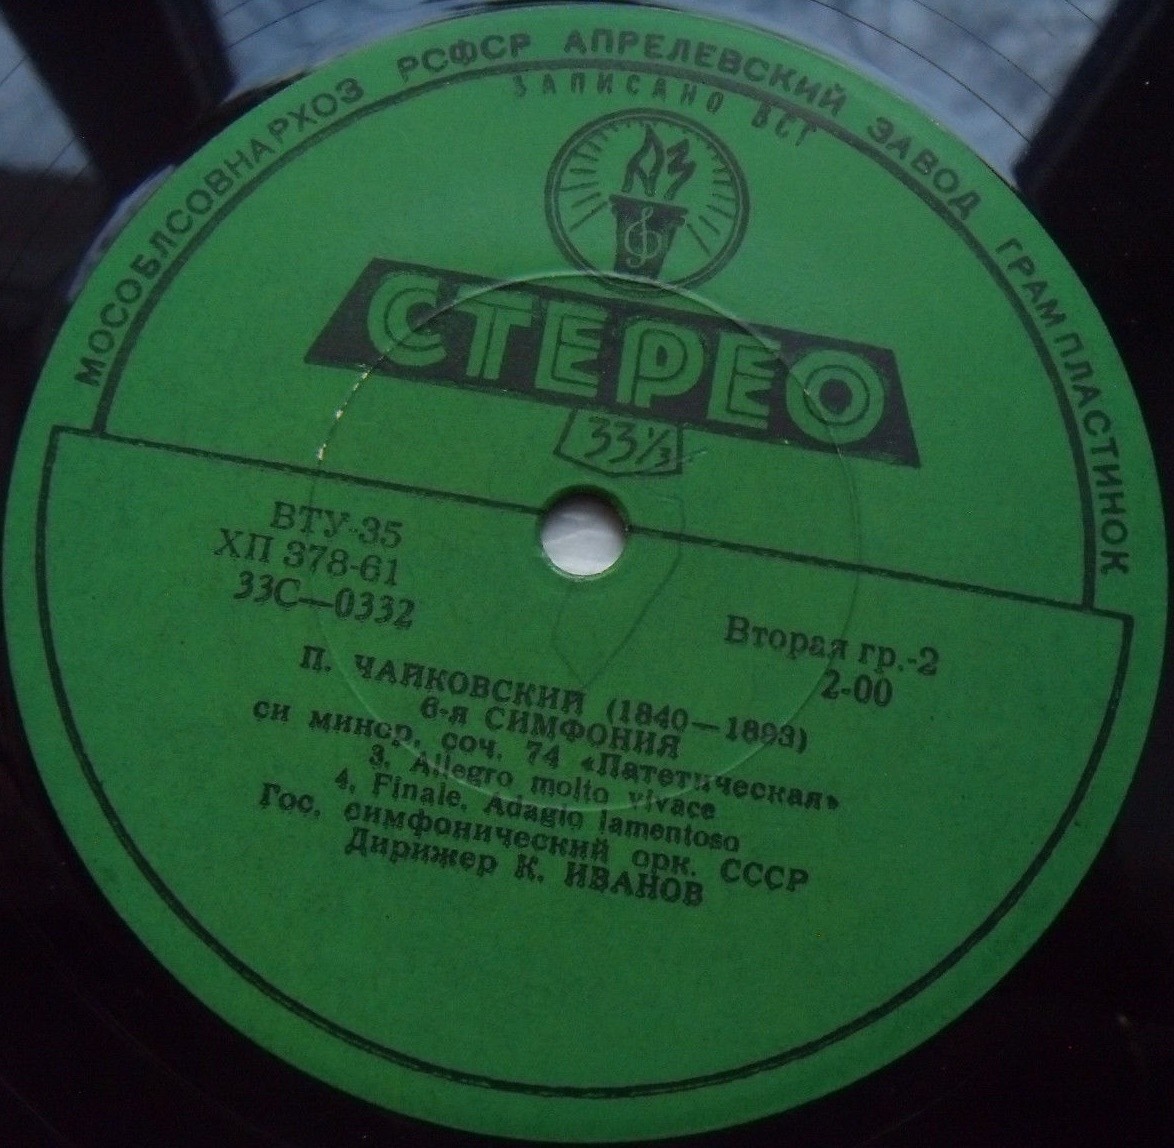 МОСОБЛСОВНАРХОЗ РСФСР АПРЕЛЕВСКИЙ ЗАВОД ГРАМПЛАСТИНОК
ЗАПИСАНО ВСГ
АЗ
СТЕРЕО
33⅓
ВТУ-35
ХП 378-61
33С—0332
Вторая гр.-2
2-00
П. ЧАЙКОВСКИЙ (1840—1893)
6-я СИМФОНИЯ
си минор, соч. 74 «Патетическая»
3. Allegro molto vivace
4. Finale. Adagio lamentoso
Гос. симфонический орк. СССР
Дирижер К. ИВАНОВ